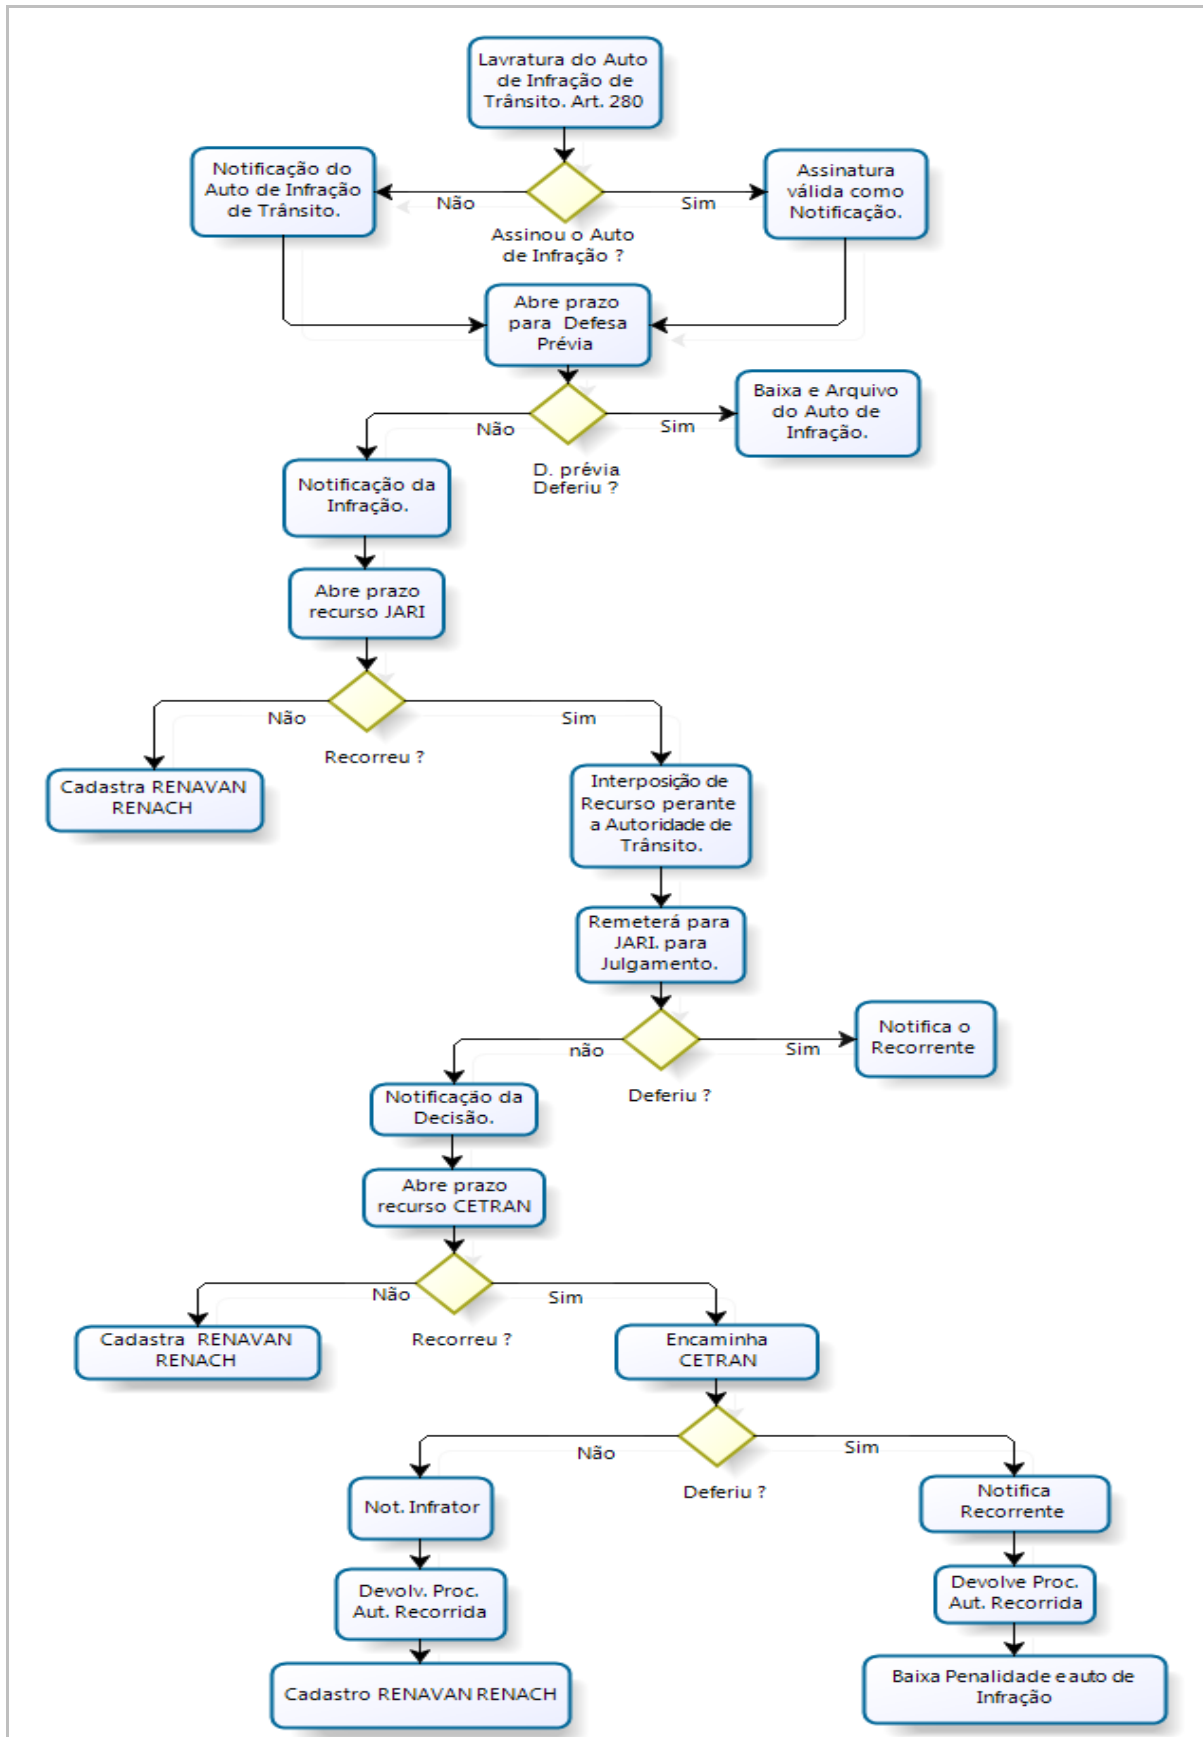 Lavratura do Auto
de Infração de
Trânsito. Art. 280
Notificação do
Auto de Infração
de Trânsito.
Não
Sim
Assinatura
válida como
Notificação.
Assinou o Auto
de Infração ?
Abre prazo
para Defesa
Prévia
Não
Sim
Baixa e Arquivo
do Auto de
Infração.
D. prévia
Deferiu ?
Notificação da
Infração.
Abre prazo
recurso JARI
Não
Sim
Recorreu ?
Cadastra RENAVAN
RENACH
Interposição de
Recurso perante
a Autoridade de
Trânsito.
Remeterá para
JARI. para
Julgamento.
não
Sim
Notifica o
Recorrente
Deferiu ?
Notificação da
Decisão.
Abre prazo
recurso CETRAN
Não
Sim
Recorreu ?
Cadastra RENAVAN
RENACH
Encaminha
CETRAN
Não
Sim
Deferiu ?
Not. Infrator
Notifica
Recorrente
Devolv. Proc.
Aut. Recorrida
Devolve Proc.
Aut. Recorrida
Cadastro RENAVAN RENACH
Baixa Penalidade e auto de
Infração